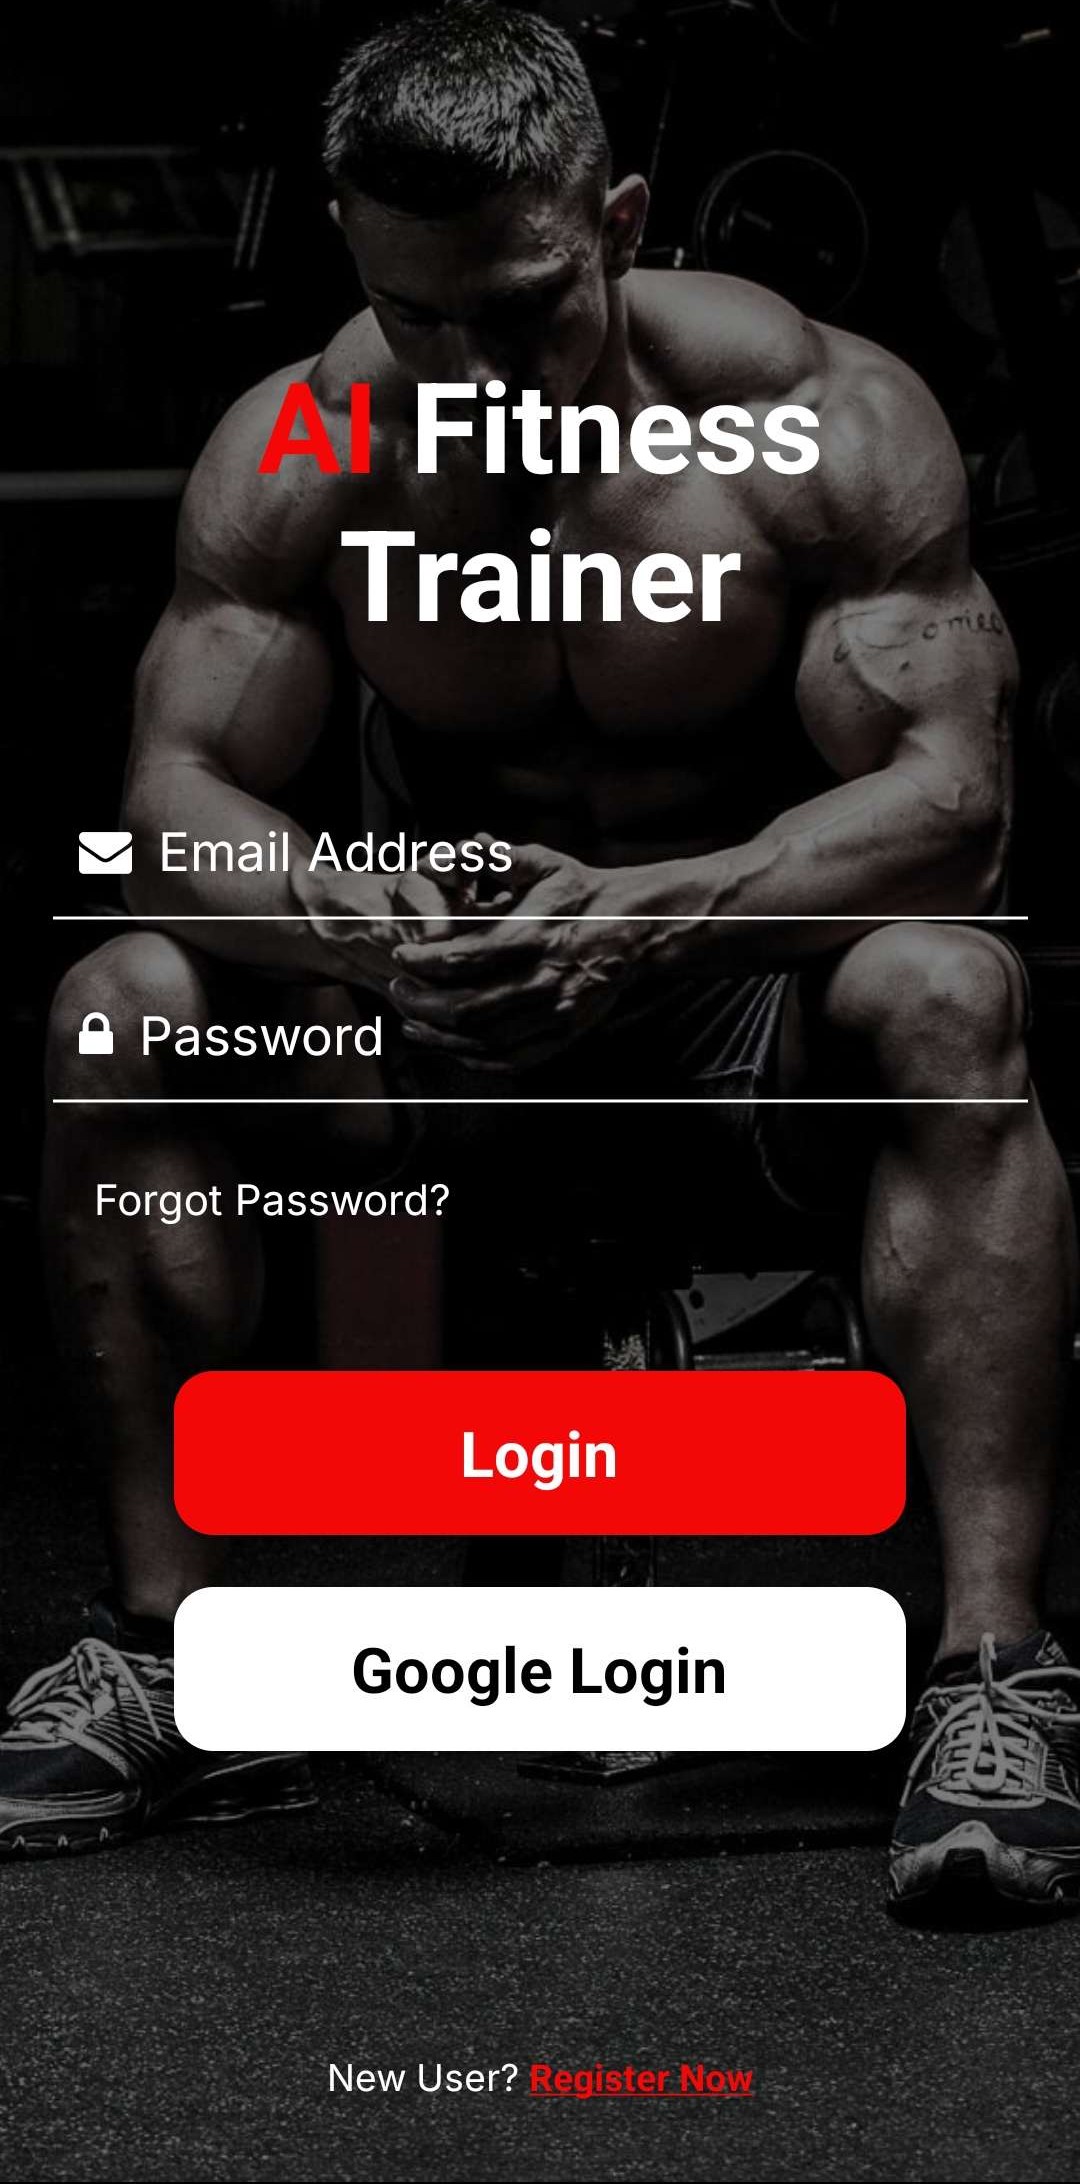 AI Fitness
Trainer
Email Address
Password
Forgot Password?
Login
Google Login
New User? Register Now